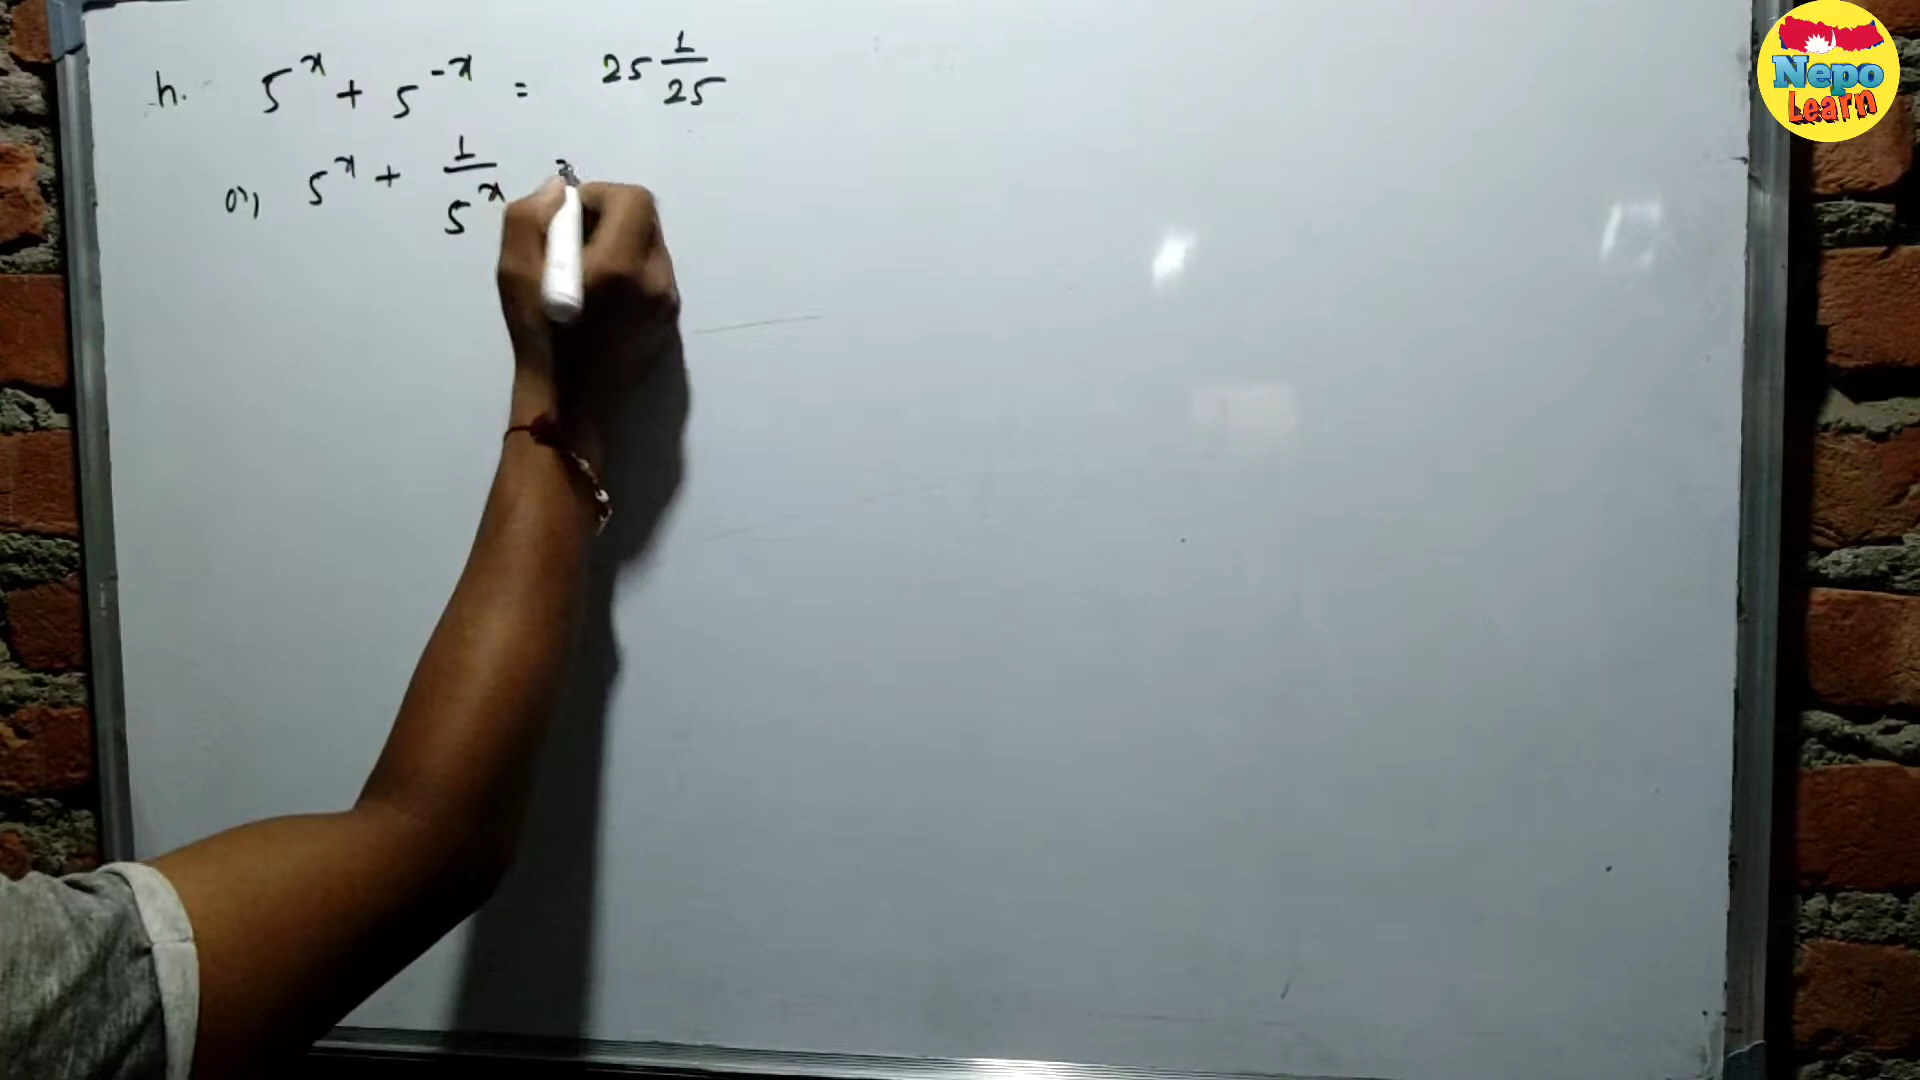 h. 5^x + 5^-x = 25 1/25
or, 5^x + 1/5^x =
Nepo
Learn